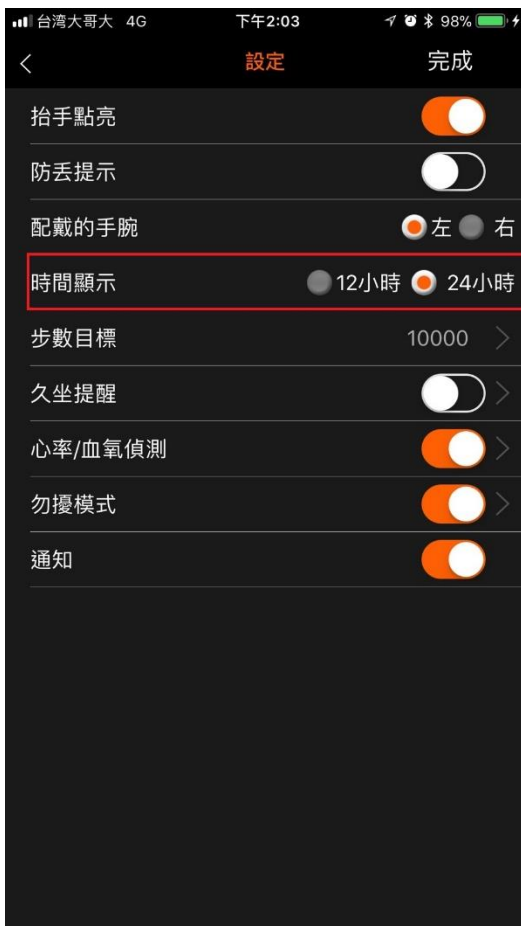 台湾大哥大 4G 下午2:03 98%
設定 完成
抬手點亮
防丟提示
配戴的手腕 左 右
時間顯示 12小時 24小時
步數目標 10000
久坐提醒
心率/血氧偵測
勿擾模式
通知